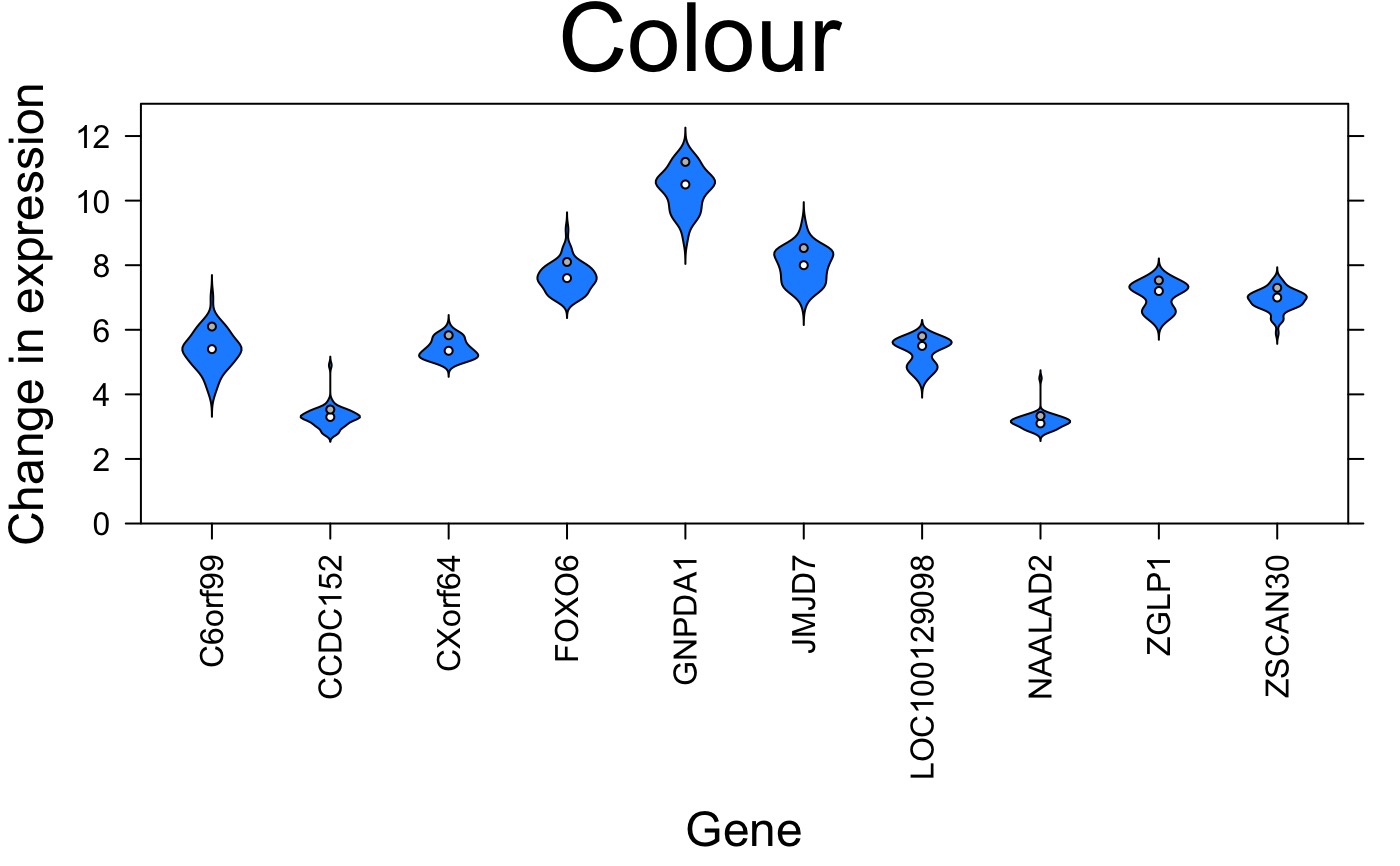 Colour
Change in expression
12
10
8
6
4
2
0
C6orf99
CCDC152
CXorf64
FOXO6
GNPDA1
JMJD7
LOC100129098
NAALAD2
ZGLP1
ZSCAN30
Gene